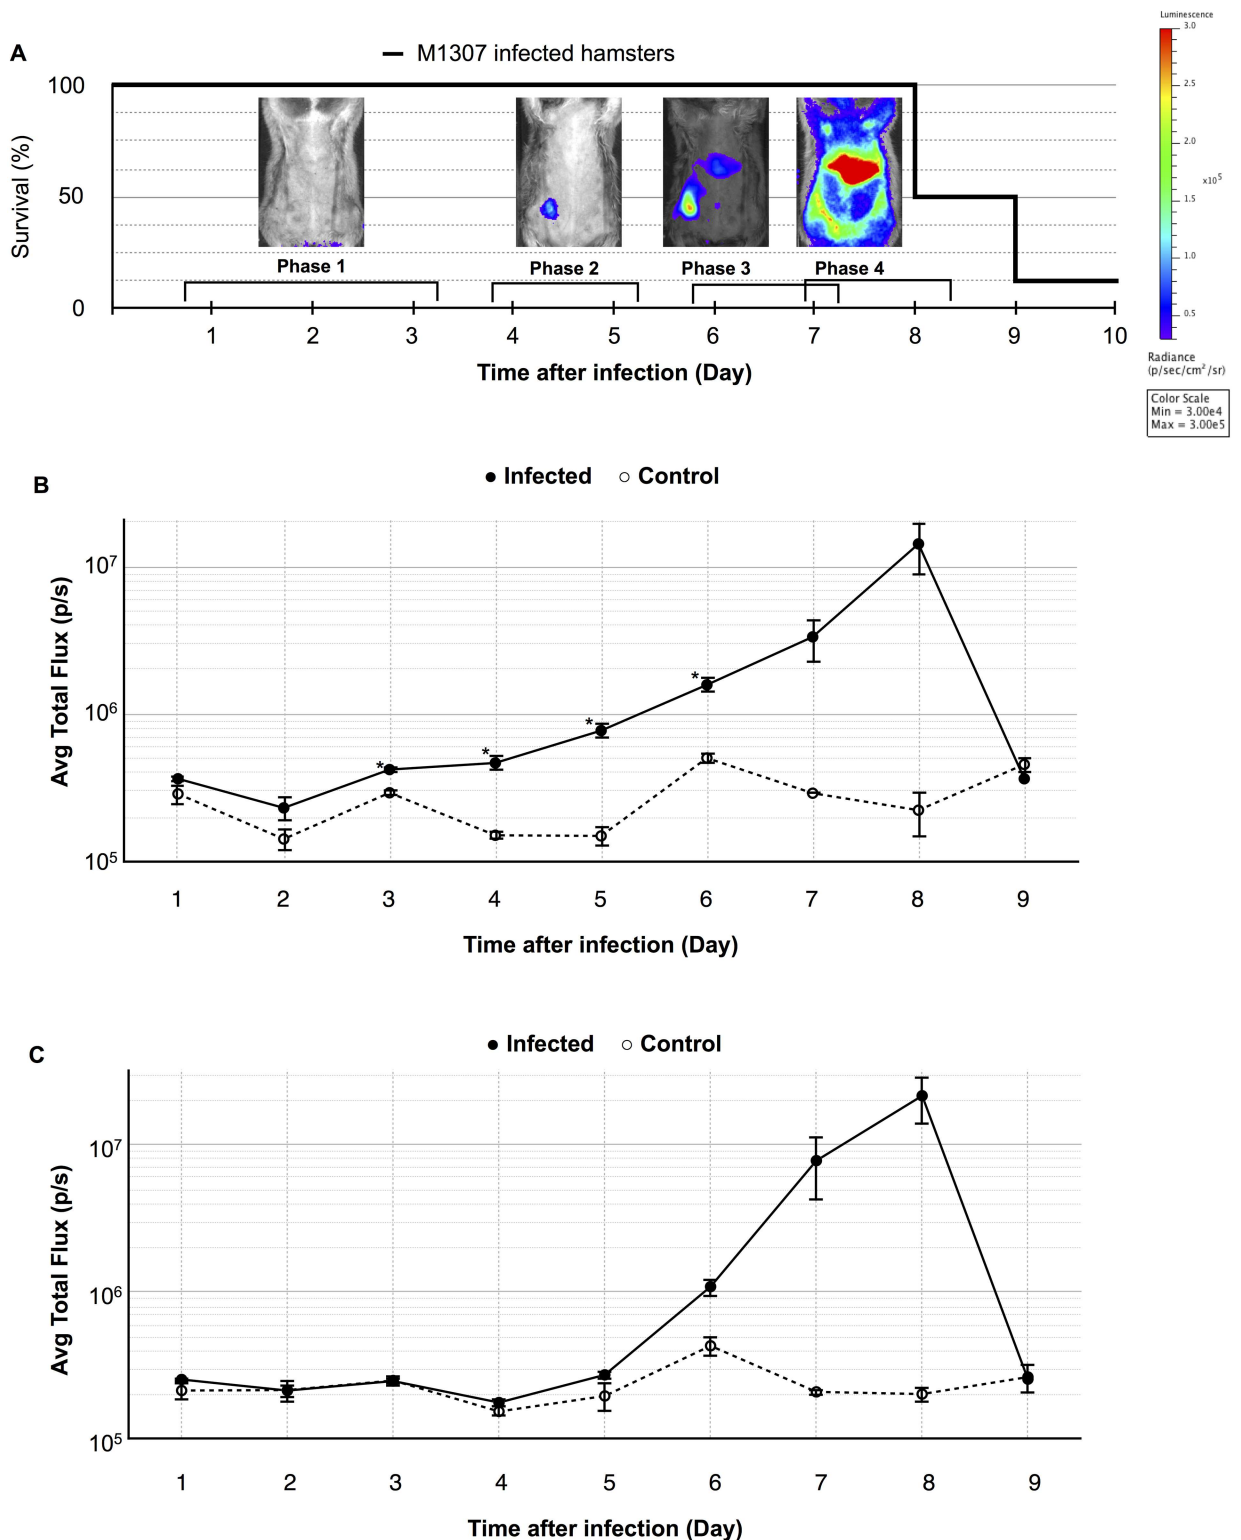 A
M1307 infected hamsters
Survival (%)
100
50
0
Phase 1
Phase 2
Phase 3
Phase 4
1 2 3 4 5 6 7 8 9 10
Time after infection (Day)
Luminescence
3.0
2.5
2.0
x10⁵
1.5
1.0
0.5
Radiance
(p/sec/cm²/sr)
Color Scale
Min = 3.00e4
Max = 3.00e5
B
Infected Control
Avg Total Flux (p/s)
10⁷
10⁶
10⁵
*
*
*
*
1 2 3 4 5 6 7 8 9
Time after infection (Day)
C
Infected Control
Avg Total Flux (p/s)
10⁷
10⁶
10⁵
1 2 3 4 5 6 7 8 9
Time after infection (Day)